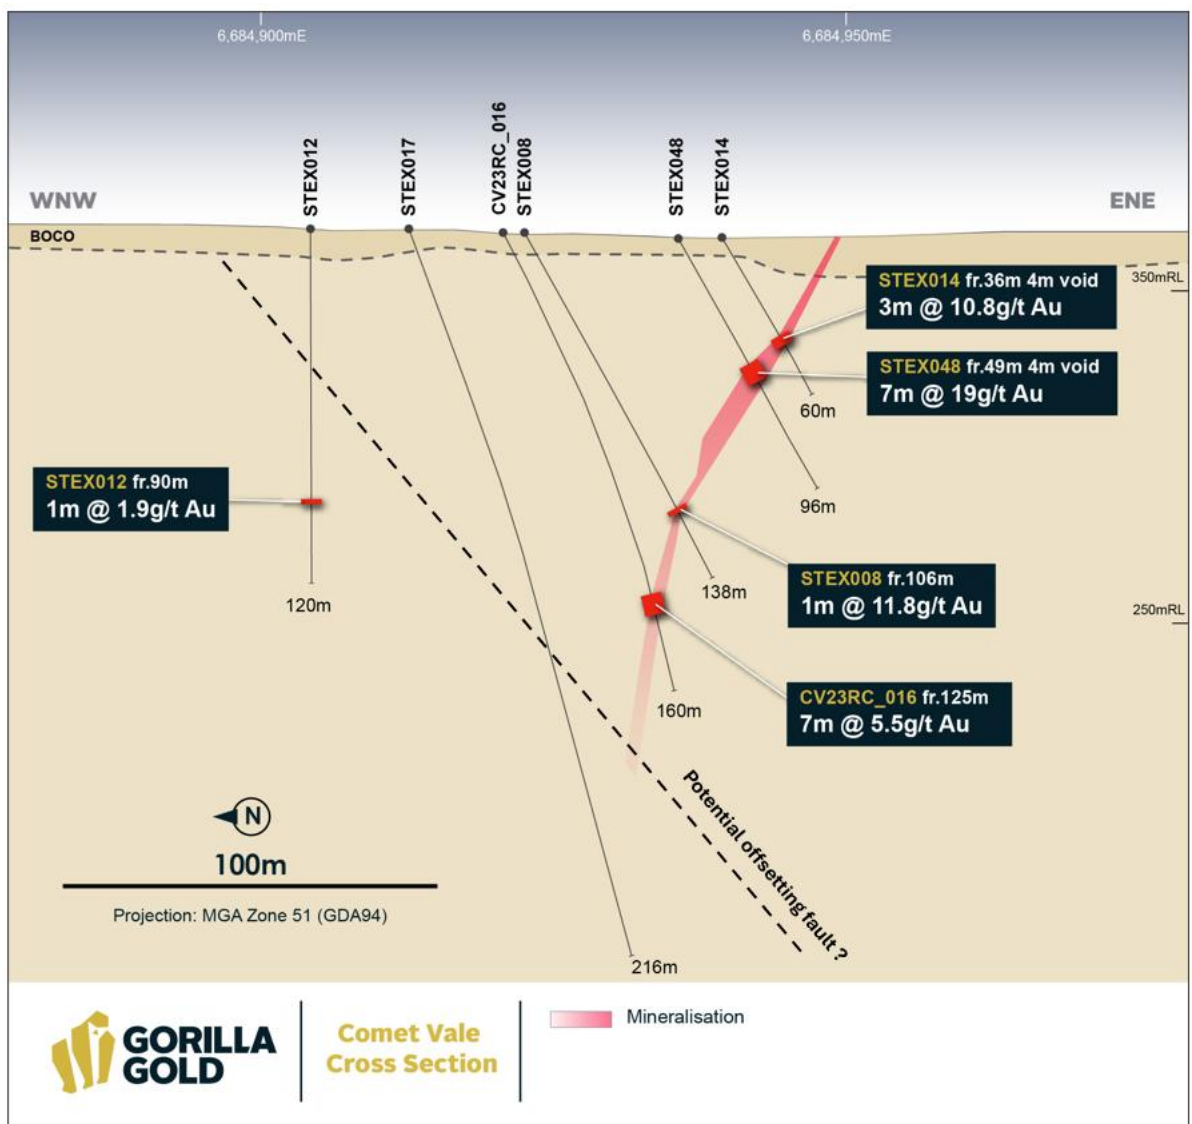 6,684,900mE
6,684,950mE
STEX012
STEX017
CV23RC_016
STEX008
STEX048
STEX014
WNW
ENE
BOCO
350mRL
STEX014 fr.36m 4m void
3m @ 10.8g/t Au
STEX048 fr.49m 4m void
7m @ 19g/t Au
60m
96m
STEX012 fr.90m
1m @ 1.9g/t Au
120m
138m
STEX008 fr.106m
1m @ 11.8g/t Au
250mRL
CV23RC_016 fr.125m
7m @ 5.5g/t Au
160m
Potential offsetting fault ?
N
100m
Projection: MGA Zone 51 (GDA94)
216m
GORILLA
GOLD
Comet Vale
Cross Section
Mineralisation